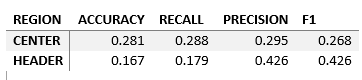 REGION ACCURACY RECALL PRECISION F1
CENTER 0.281 0.288 0.295 0.268
HEADER 0.167 0.179 0.426 0.426